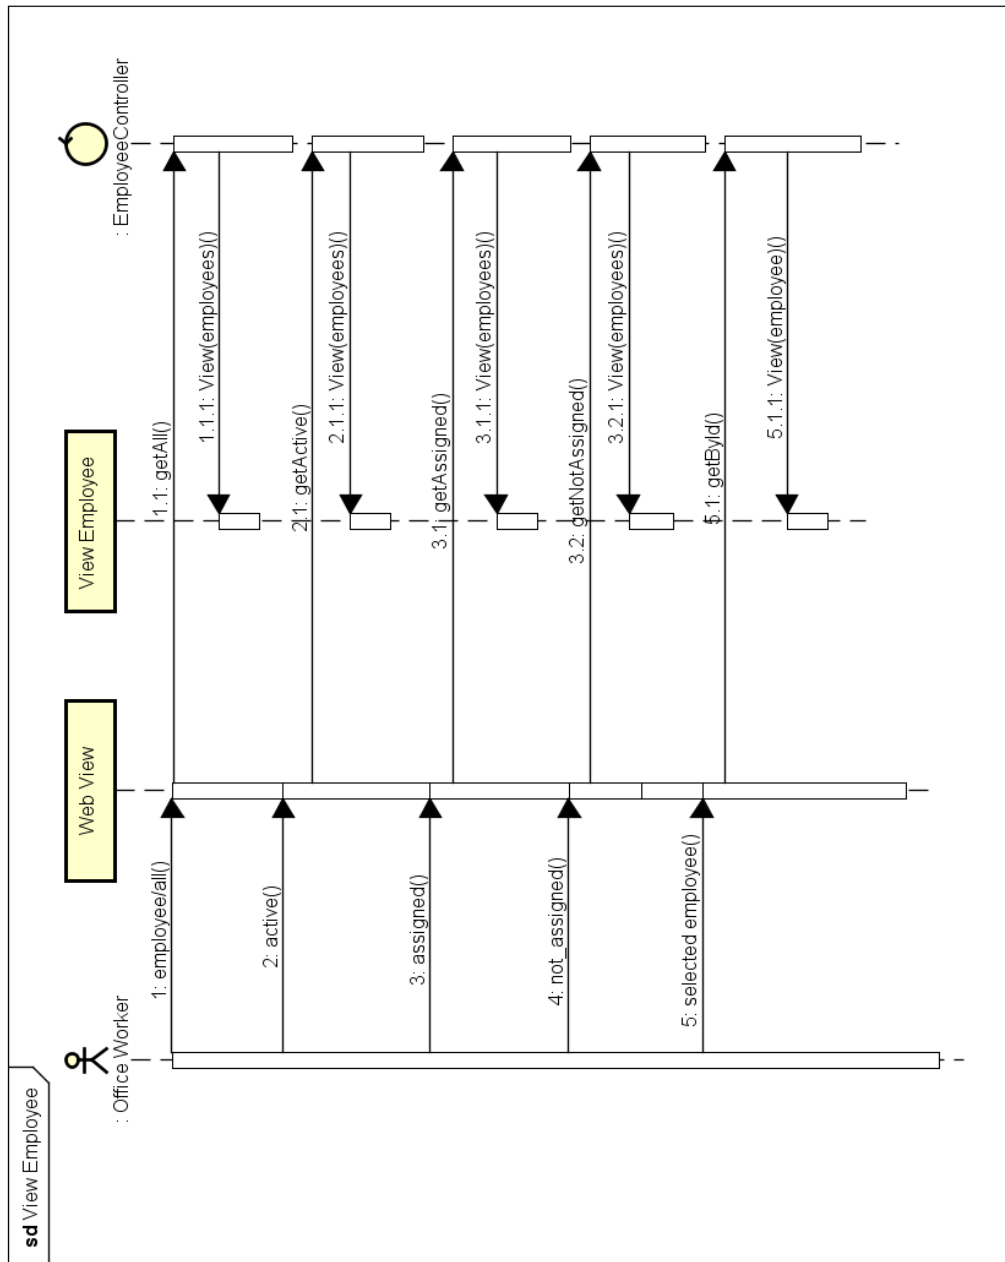 sd View Employee
: Office Worker
Web View
View Employee
: EmployeeController
1: employee/all()
1.1: getAll()
1.1.1: View(employees)()
2: active()
2.1: getActive()
2.1.1: View(employees)()
3: assigned()
3.1: getAssigned()
3.1.1: View(employees)()
4: not_assigned()
3.2: getNotAssigned()
3.2.1: View(employees)()
5: selected employee()
5.1: getById()
5.1.1: View(employee)()